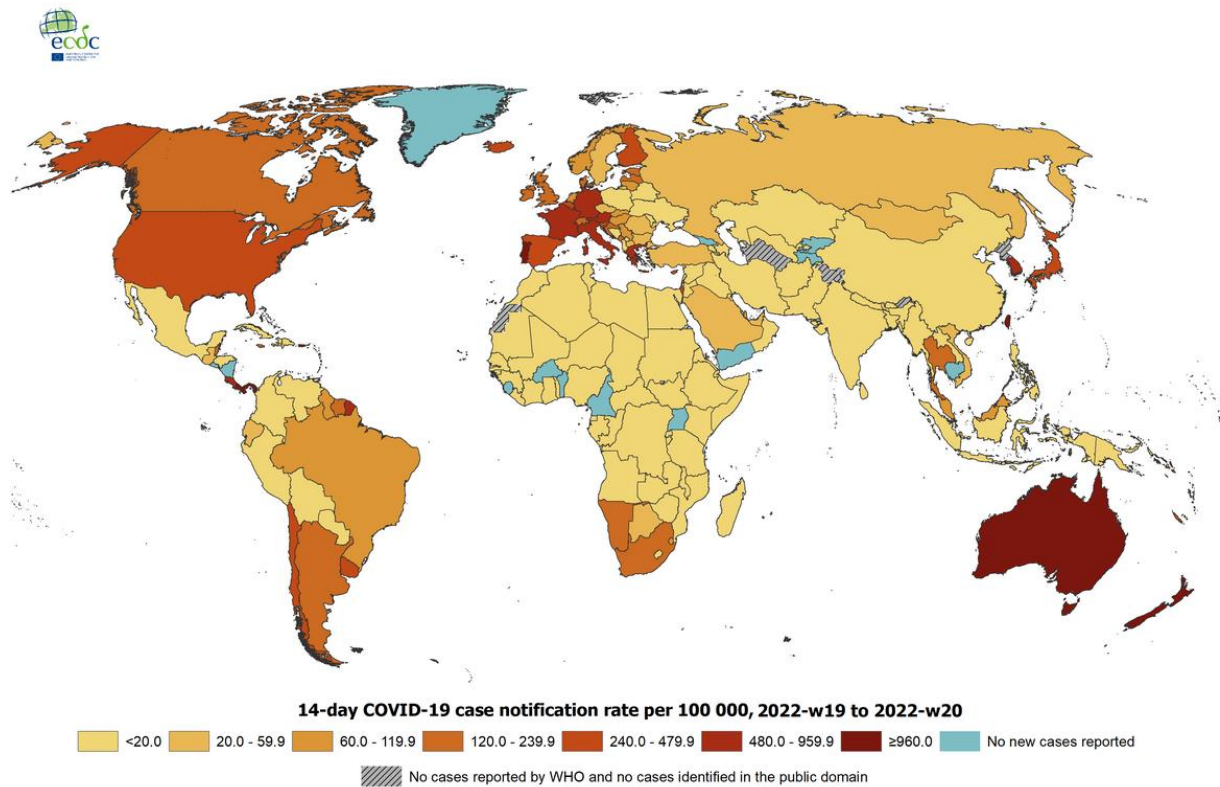 ecdc
14-day COVID-19 case notification rate per 100 000, 2022-w19 to 2022-w20
<20.0 20.0 - 59.9 60.0 - 119.9 120.0 - 239.9 240.0 - 479.9 480.0 - 959.9 ≥960.0 No new cases reported
No cases reported by WHO and no cases identified in the public domain